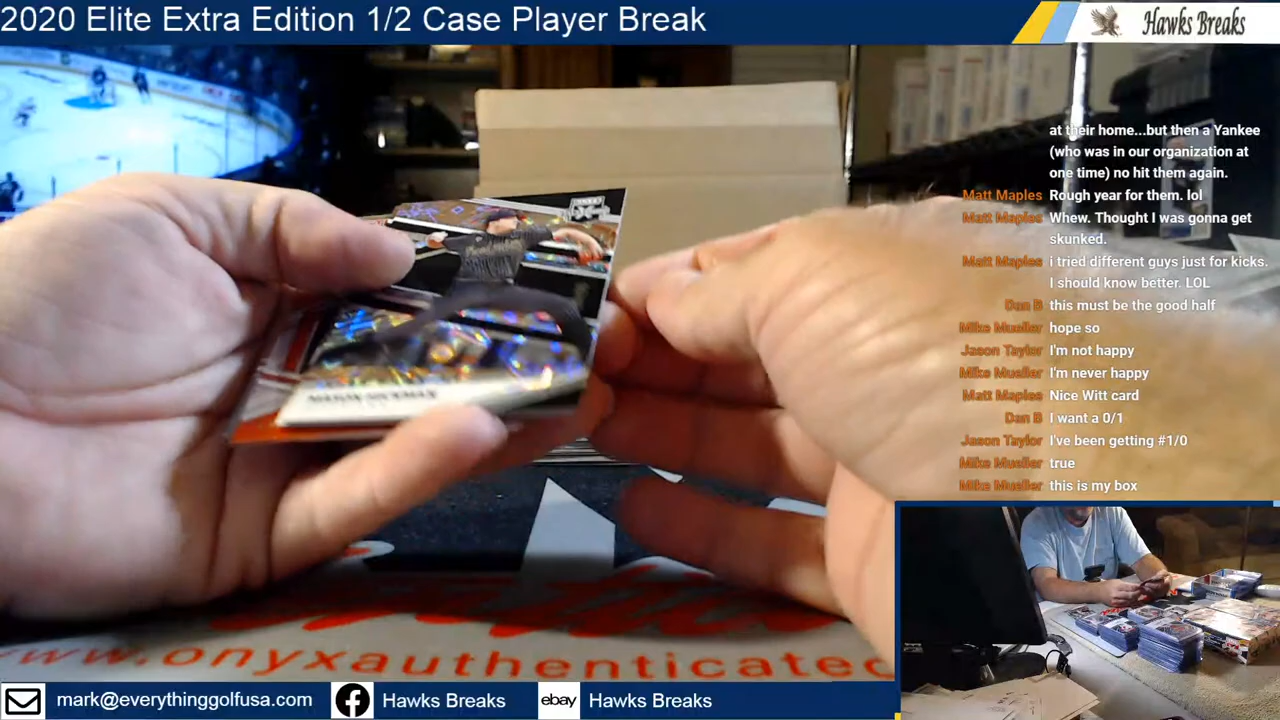 2020 Elite Extra Edition 1/2 Case Player Break
Hawks Breaks
at their home...but then a Yankee
(who was in our organization at
one time) no hit them again.
Matt Maples Rough year for them. lol
Matt Maples Whew. Thought I was gonna get
skunked.
Matt Maples i tried different guys just for kicks.
I should know better. LOL
Dan B this must be the good half
Mike Mueller hope so
Jason Taylor I'm not happy
Mike Mueller I'm never happy
Matt Maples Nice Witt card
Dan B I want a 0/1
Jason Taylor I've been getting #1/0
Mike Mueller true
Mike Mueller this is my box
www.onyxauthenticated
mark@everythinggolfusa.com
Hawks Breaks
ebay
Hawks Breaks